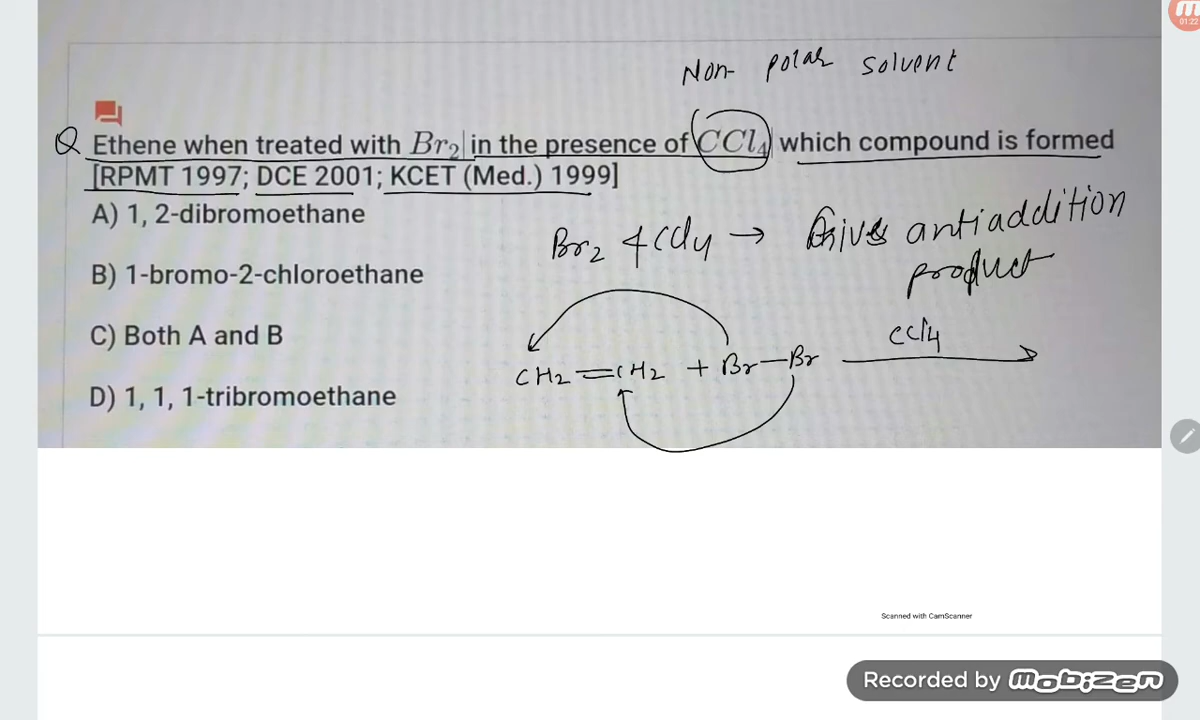 01:22
Non- polar solvent
Q Ethene when treated with Br2 in the presence of CCl4 which compound is formed
[RPMT 1997; DCE 2001; KCET (Med.) 1999]
A) 1, 2-dibromoethane
B) 1-bromo-2-chloroethane
C) Both A and B
D) 1, 1, 1-tribromoethane
Br2 & CCl4 → Gives antiaddition
product
CCl4
CH2=CH2 + Br—Br →
Scanned with CamScanner
Recorded by mobizen